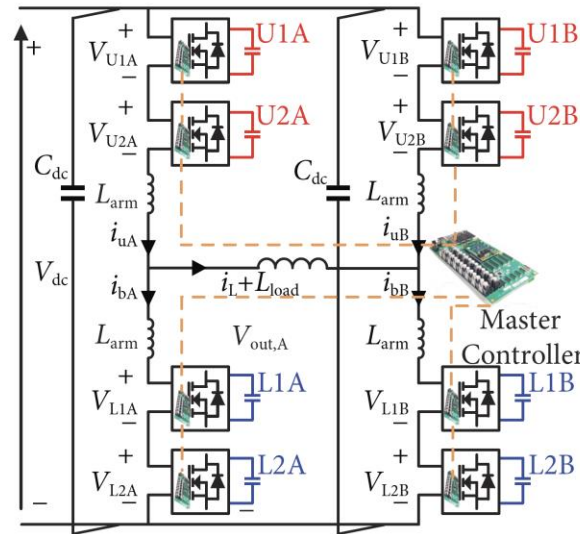 +
U1A
U1B
V_U1A
V_U1B
−
+
U2A
U2B
V_U2A
V_U2B
−
C_dc
C_dc
L_arm
L_arm
i_uA
i_uB
V_dc
i_L+L_load
i_bA
i_bB
L_arm
V_out,A
L_arm
Master
Controller
+
L1A
L1B
V_L1A
V_L1B
−
+
L2A
L2B
V_L2A
V_L2B
−